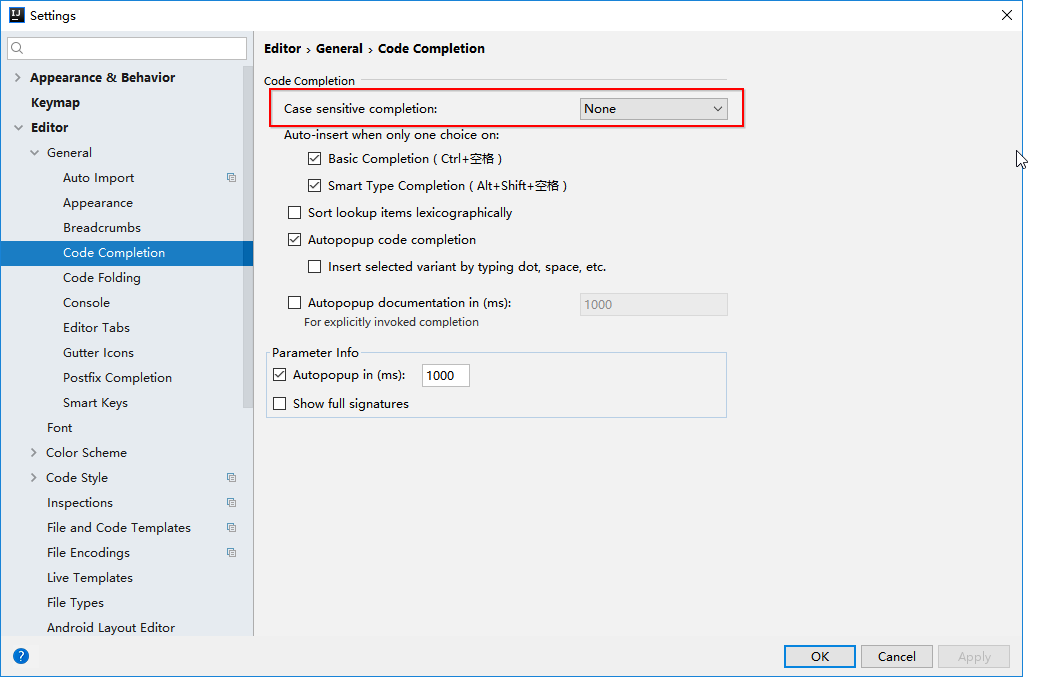 IJ Settings
Appearance & Behavior
Keymap
Editor
General
Auto Import
Appearance
Breadcrumbs
Code Completion
Code Folding
Console
Editor Tabs
Gutter Icons
Postfix Completion
Smart Keys
Font
Color Scheme
Code Style
Inspections
File and Code Templates
File Encodings
Live Templates
File Types
Android Layout Editor
Editor › General › Code Completion
Code Completion
Case sensitive completion: None
Auto-insert when only one choice on:
Basic Completion ( Ctrl+空格 )
Smart Type Completion ( Alt+Shift+空格 )
Sort lookup items lexicographically
Autopopup code completion
Insert selected variant by typing dot, space, etc.
Autopopup documentation in (ms): 1000
For explicitly invoked completion
Parameter Info
Autopopup in (ms): 1000
Show full signatures
? OK Cancel Apply